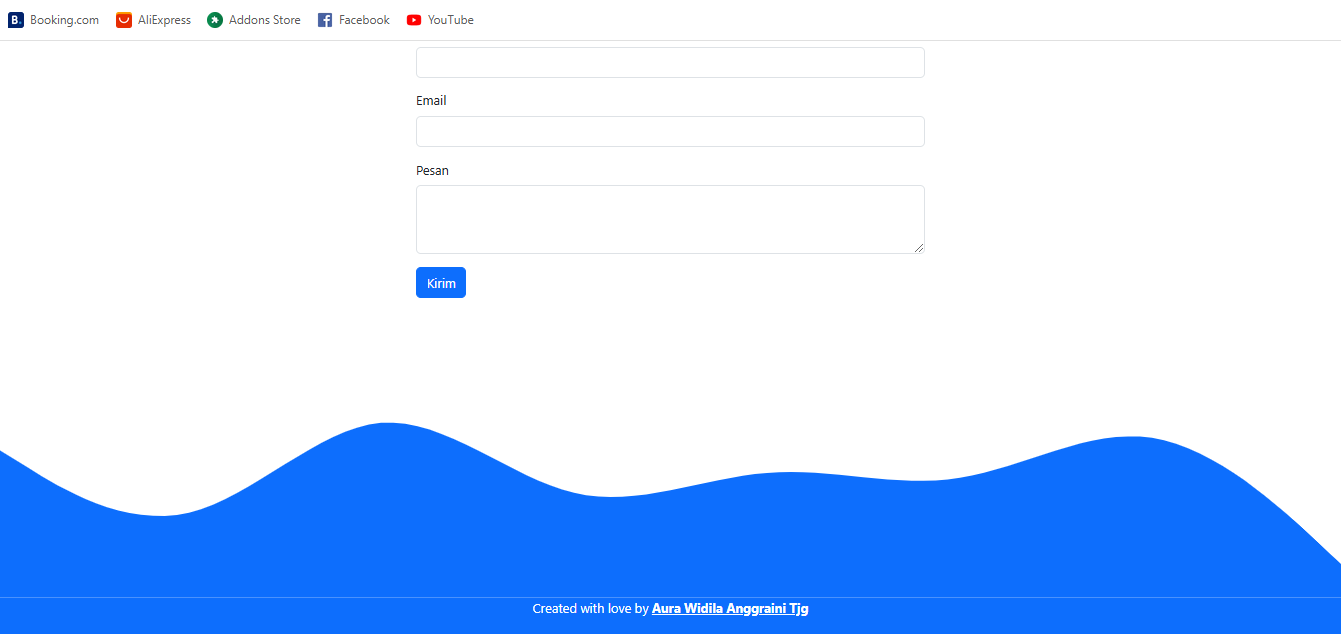 B. Booking.com AliExpress Addons Store Facebook YouTube
Email
Pesan
Kirim
Created with love by Aura Widila Anggraini Tjg